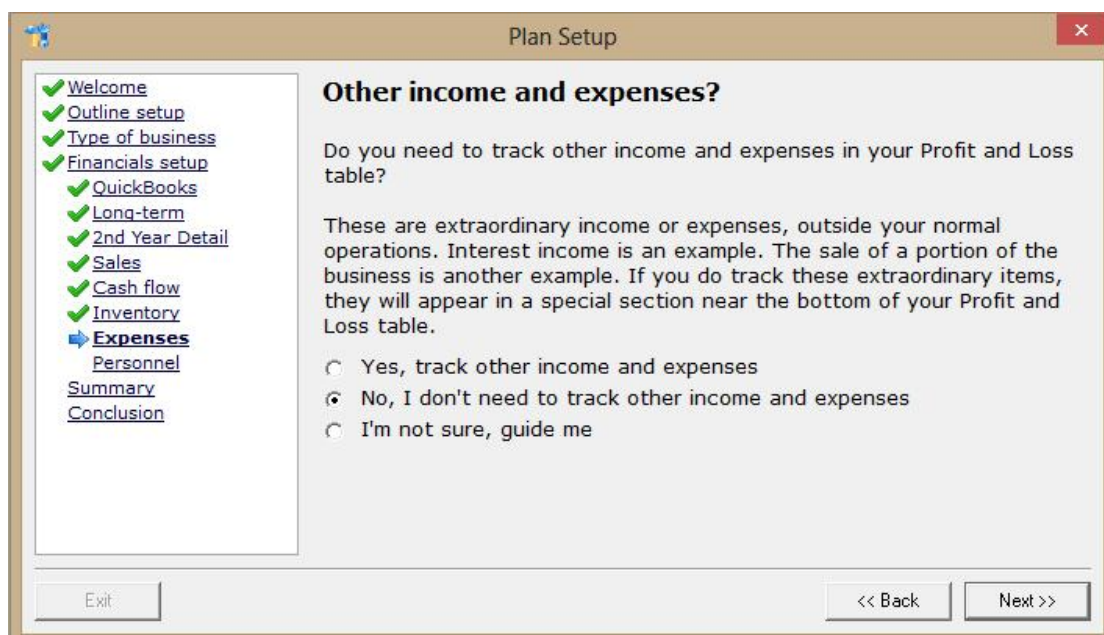 Plan Setup
Welcome
Outline setup
Type of business
Financials setup
QuickBooks
Long-term
2nd Year Detail
Sales
Cash flow
Inventory
Expenses
Personnel
Summary
Conclusion
Other income and expenses?
Do you need to track other income and expenses in your Profit and Loss
table?
These are extraordinary income or expenses, outside your normal
operations. Interest income is an example. The sale of a portion of the
business is another example. If you do track these extraordinary items,
they will appear in a special section near the bottom of your Profit and
Loss table.
Yes, track other income and expenses
No, I don't need to track other income and expenses
I'm not sure, guide me
Exit
<< Back
Next >>